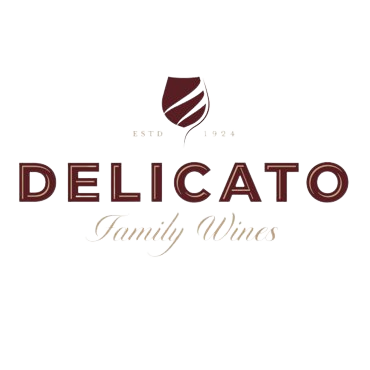 ESTD 1924
DELICATO
Family Wines